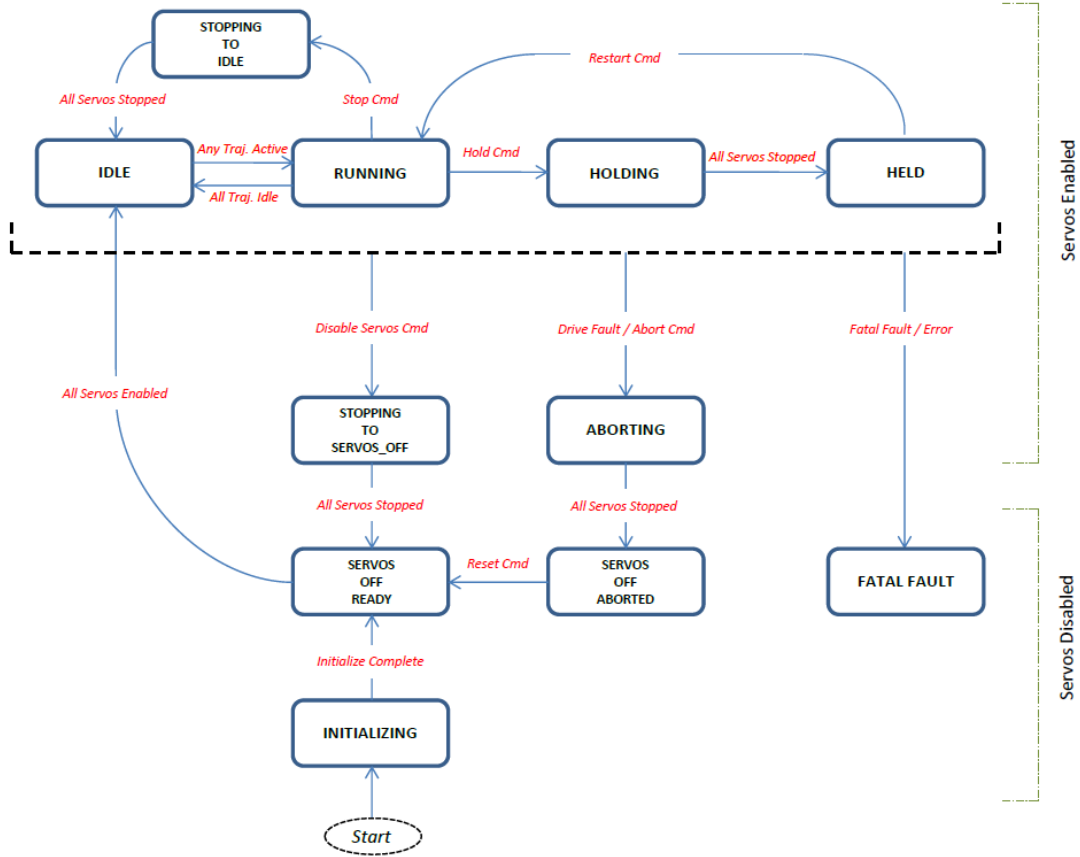 STOPPING
TO
IDLE
Restart Cmd
All Servos Stopped
Stop Cmd
Any Traj. Active
Hold Cmd
All Servos Stopped
IDLE
RUNNING
HOLDING
HELD
All Traj. Idle
Servos Enabled
Disable Servos Cmd
Drive Fault / Abort Cmd
Fatal Fault / Error
All Servos Enabled
STOPPING
TO
SERVOS_OFF
ABORTING
All Servos Stopped
All Servos Stopped
SERVOS
OFF
READY
Reset Cmd
SERVOS
OFF
ABORTED
FATAL FAULT
Servos Disabled
Initialize Complete
INITIALIZING
Start